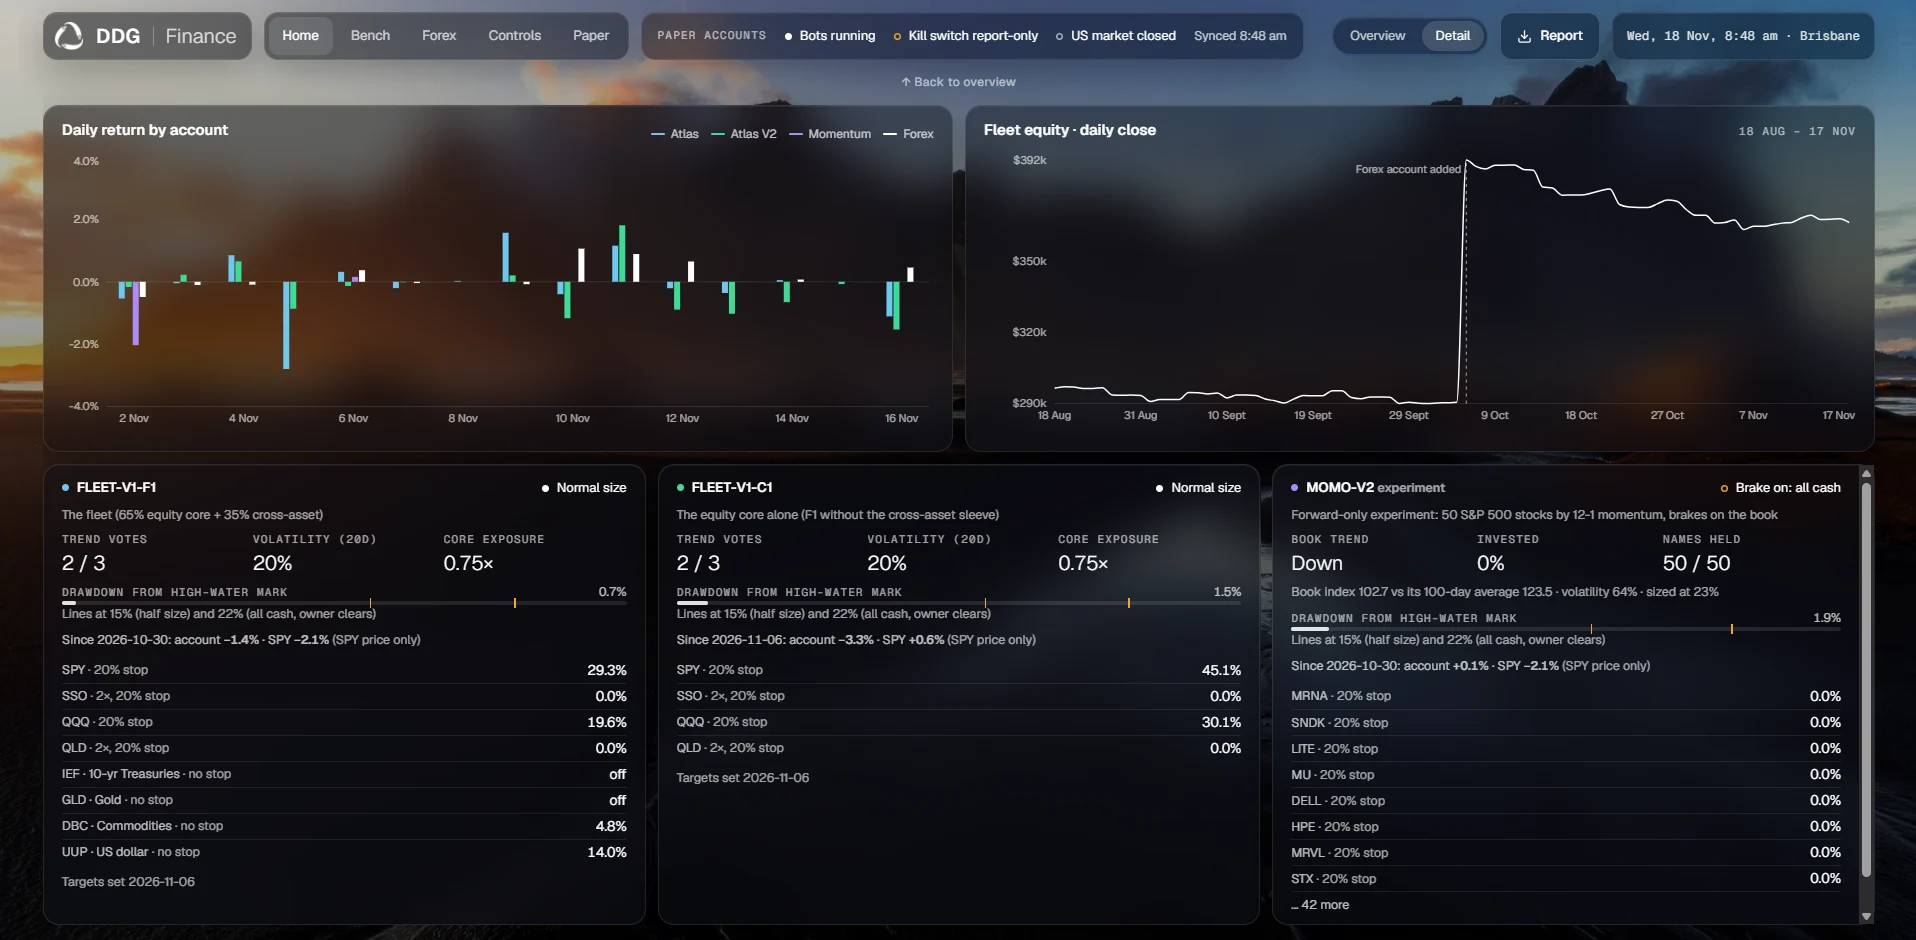 DDG | Finance
Home Bench Forex Controls Paper
PAPER ACCOUNTS Bots running Kill switch report-only US market closed Synced 8:48 am
Overview Detail
Report
Wed, 18 Nov, 8:48 am · Brisbane
↑ Back to overview
Daily return by account
Atlas Atlas V2 Momentum Forex
4.0%
2.0%
0.0%
-2.0%
-4.0%
2 Nov 4 Nov 6 Nov 8 Nov 10 Nov 12 Nov 14 Nov 16 Nov
Fleet equity · daily close
18 AUG – 17 NOV
$392k
Forex account added
$350k
$320k
$290k
18 Aug 31 Aug 10 Sept 19 Sept 29 Sept 9 Oct 18 Oct 27 Oct 7 Nov 17 Nov
FLEET-V1-F1 Normal size
The fleet (65% equity core + 35% cross-asset)
TREND VOTES VOLATILITY (20D) CORE EXPOSURE
2 / 3 20% 0.75×
DRAWDOWN FROM HIGH-WATER MARK 0.7%
Lines at 15% (half size) and 22% (all cash, owner clears)
Since 2026-10-30: account −1.4% · SPY −2.1% (SPY price only)
SPY · 20% stop 29.3%
SSO · 2×, 20% stop 0.0%
QQQ · 20% stop 19.6%
QLD · 2×, 20% stop 0.0%
IEF · 10-yr Treasuries · no stop off
GLD · Gold · no stop off
DBC · Commodities · no stop 4.8%
UUP · US dollar · no stop 14.0%
Targets set 2026-11-06
FLEET-V1-C1 Normal size
The equity core alone (F1 without the cross-asset sleeve)
TREND VOTES VOLATILITY (20D) CORE EXPOSURE
2 / 3 20% 0.75×
DRAWDOWN FROM HIGH-WATER MARK 1.5%
Lines at 15% (half size) and 22% (all cash, owner clears)
Since 2026-11-06: account −3.3% · SPY +0.6% (SPY price only)
SPY · 20% stop 45.1%
SSO · 2×, 20% stop 0.0%
QQQ · 20% stop 30.1%
QLD · 2×, 20% stop 0.0%
Targets set 2026-11-06
MOMO-V2 experiment Brake on: all cash
Forward-only experiment: 50 S&P 500 stocks by 12-1 momentum, brakes on the book
BOOK TREND INVESTED NAMES HELD
Down 0% 50 / 50
Book index 102.7 vs its 100-day average 123.5 · volatility 64% · sized at 23%
DRAWDOWN FROM HIGH-WATER MARK 1.9%
Lines at 15% (half size) and 22% (all cash, owner clears)
Since 2026-10-30: account +0.1% · SPY −2.1% (SPY price only)
MRNA · 20% stop 0.0%
SNDK · 20% stop 0.0%
LITE · 20% stop 0.0%
MU · 20% stop 0.0%
DELL · 20% stop 0.0%
HPE · 20% stop 0.0%
MRVL · 20% stop 0.0%
STX · 20% stop 0.0%
… 42 more